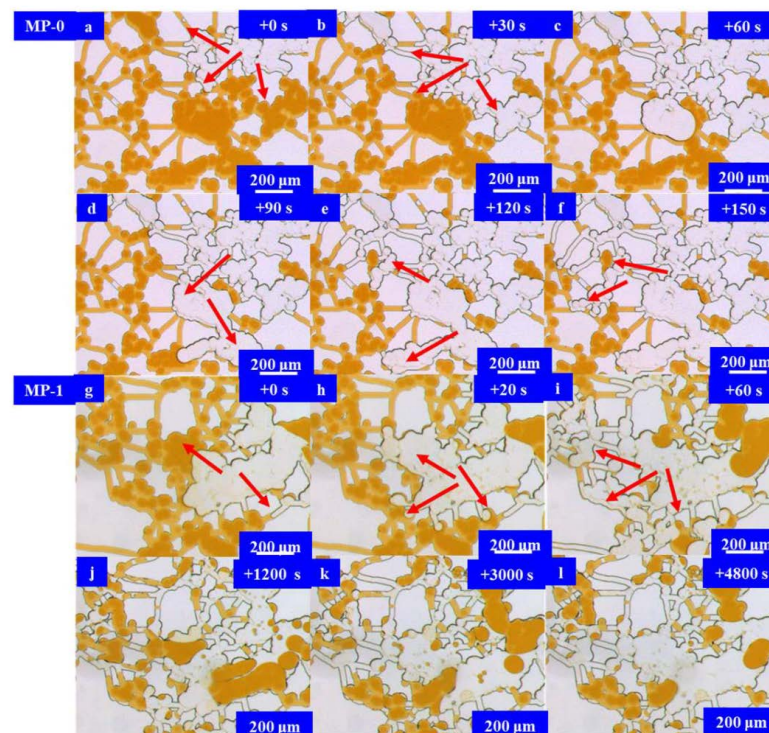 MP-0 a +0 s b +30 s c +60 s
200 µm 200 µm 200 µm
d +90 s e +120 s f +150 s
200 µm 200 µm 200 µm
MP-1 g +0 s h +20 s i +60 s
200 µm 200 µm 200 µm
j +1200 s k +3000 s l +4800 s
200 µm 200 µm 200 µm